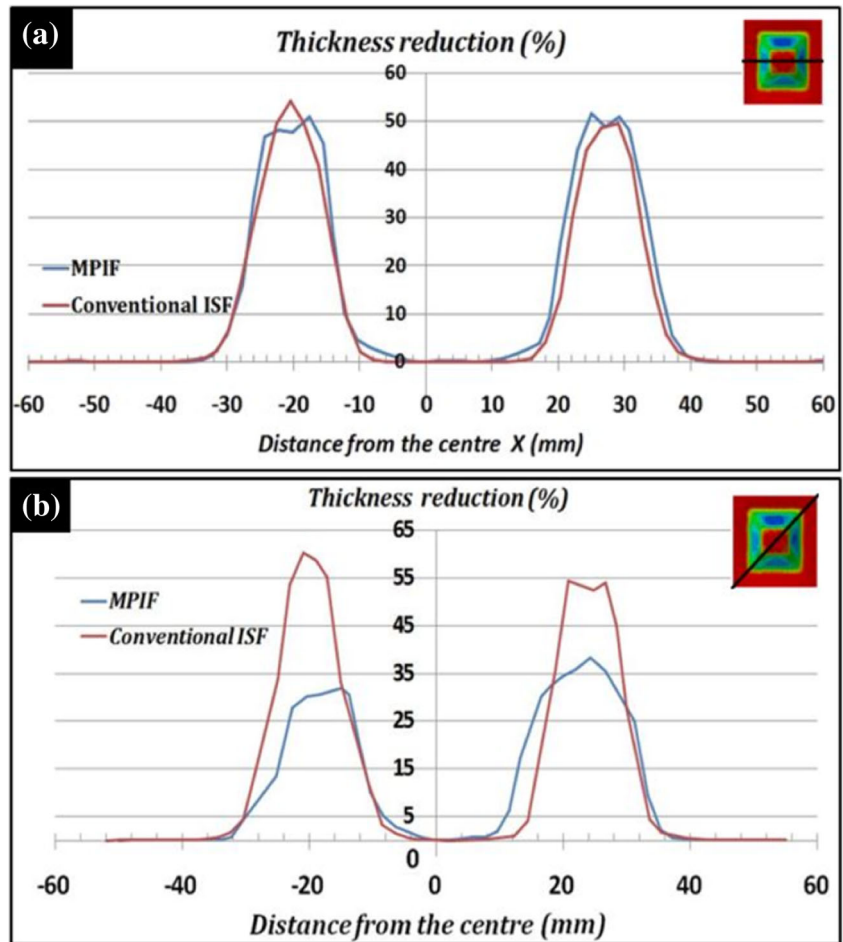 (a)
Thickness reduction (%)
60
50
40
30
20
10
0
MPIF
Conventional ISF
-60 -50 -40 -30 -20 -10 0 10 20 30 40 50 60
Distance from the centre X (mm)
(b)
Thickness reduction (%)
65
55
45
35
25
15
5
0
MPIF
Conventional ISF
-60 -40 -20 0 20 40 60
Distance from the centre (mm)